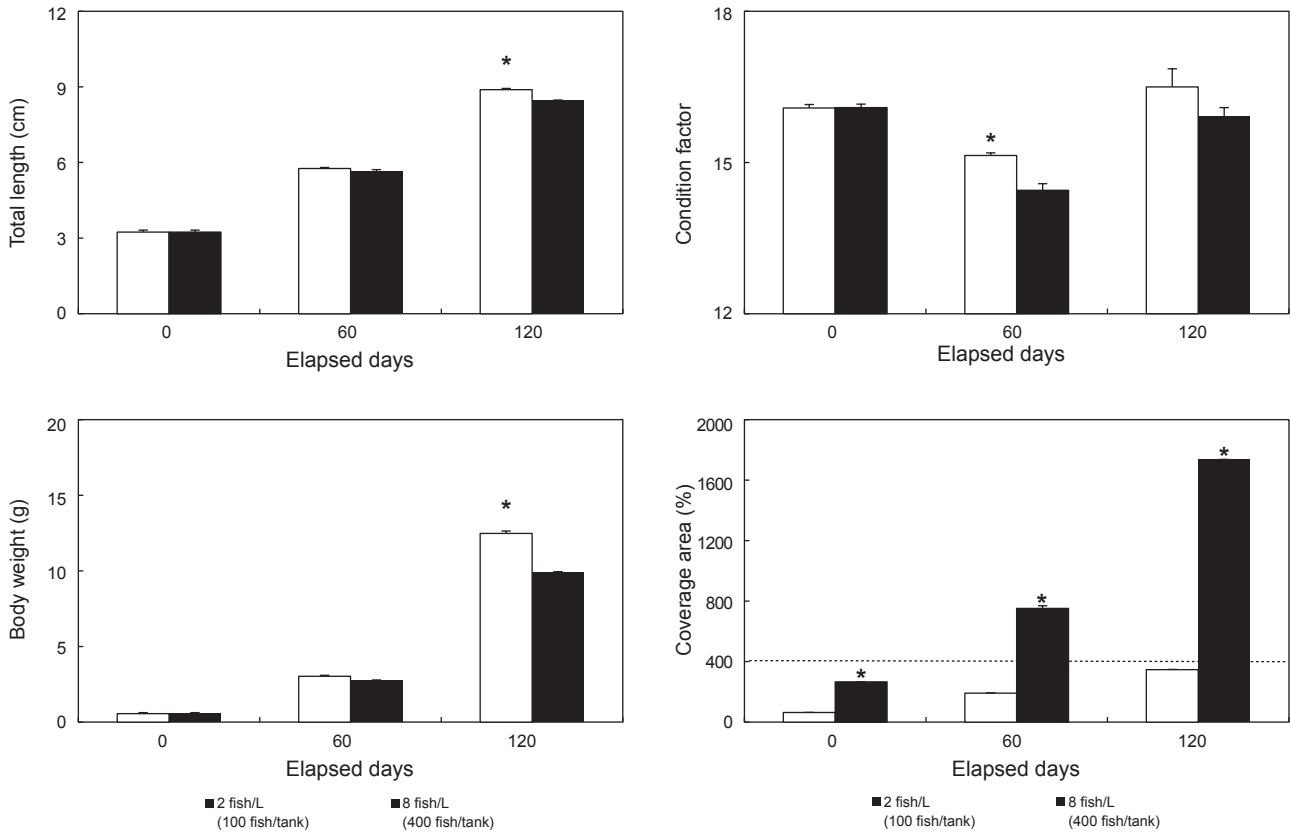 12
9
6
3
0
Total length (cm)
*
0 60 120
Elapsed days
18
15
12
Condition factor
*
0 60 120
Elapsed days
20
15
10
5
0
Body weight (g)
*
0 60 120
Elapsed days
■ 2 fish/L ■ 8 fish/L
(100 fish/tank) (400 fish/tank)
2000
1600
1200
800
400
0
Coverage area (%)
*
*
*
0 60 120
Elapsed days
■ 2 fish/L ■ 8 fish/L
(100 fish/tank) (400 fish/tank)